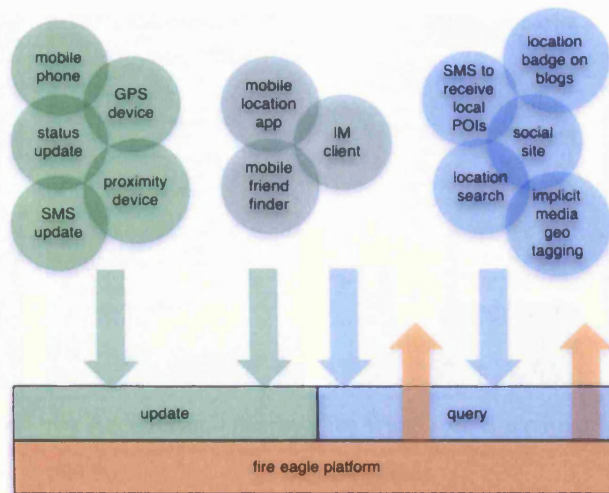 mobile
phone
GPS
device
status
update
proximity
device
SMS
update
mobile
location
app
IM
client
mobile
friend
finder
location
badge on
blogs
SMS to
receive
local
POIs
social
site
location
search
implicit
media
geo
tagging
update
query
fire eagle platform